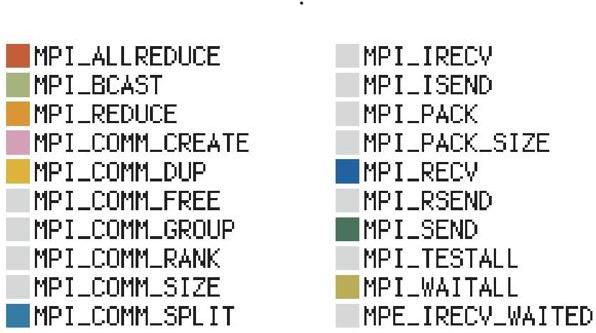 MPI_ALLREDUCE
MPI_BCAST
MPI_REDUCE
MPI_COMM_CREATE
MPI_COMM_DUP
MPI_COMM_FREE
MPI_COMM_GROUP
MPI_COMM_RANK
MPI_COMM_SIZE
MPI_COMM_SPLIT
MPI_IRECV
MPI_ISEND
MPI_PACK
MPI_PACK_SIZE
MPI_RECV
MPI_RSEND
MPI_SEND
MPI_TESTALL
MPI_WAITALL
MPE_IRECV_WAITED